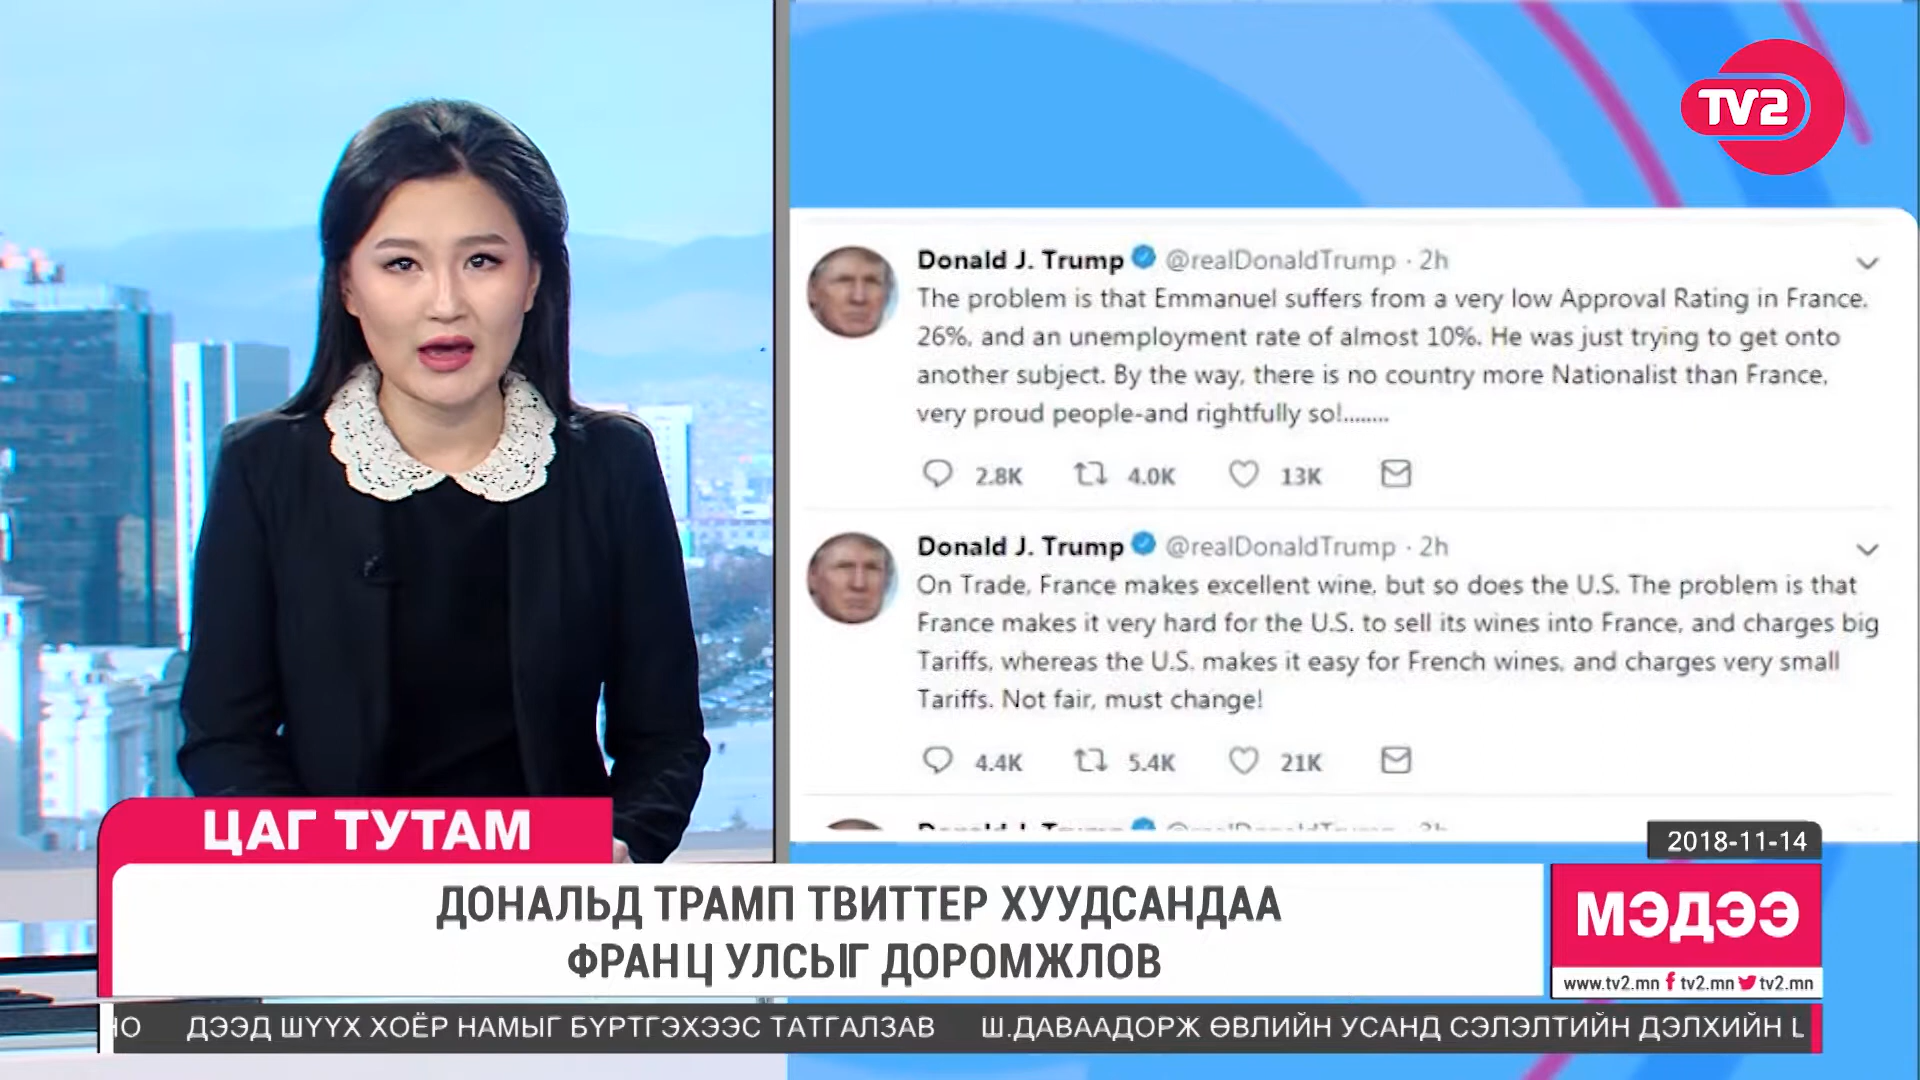 TV2
Donald J. Trump @realDonaldTrump · 2h
The problem is that Emmanuel suffers from a very low Approval Rating in France,
26%, and an unemployment rate of almost 10%. He was just trying to get onto
another subject. By the way, there is no country more Nationalist than France,
very proud people-and rightfully so!........
2.8K 4.0K 13K
Donald J. Trump @realDonaldTrump · 2h
On Trade, France makes excellent wine, but so does the U.S. The problem is that
France makes it very hard for the U.S. to sell its wines into France, and charges big
Tariffs, whereas the U.S. makes it easy for French wines, and charges very small
Tariffs. Not fair, must change!
4.4K 5.4K 21K
Donald J. Trump @realDonaldTrump 2h
2018-11-14
ЦАГ ТУТАМ
ДОНАЛЬД ТРАМП ТВИТТЕР ХУУДСАНДАА
ФРАНЦ УЛСЫГ ДОРОМЖЛОВ
МЭДЭЭ
www.tv2.mn tv2.mn tv2.mn
ДЭЭД ШҮҮХ ХОЁР НАМЫГ БҮРТГЭХЭЭС ТАТГАЛЗАВ Ш.ДАВААДОРЖ ӨВЛИЙН УСАНД СЭЛЭЛТИЙН ДЭЛХИЙН